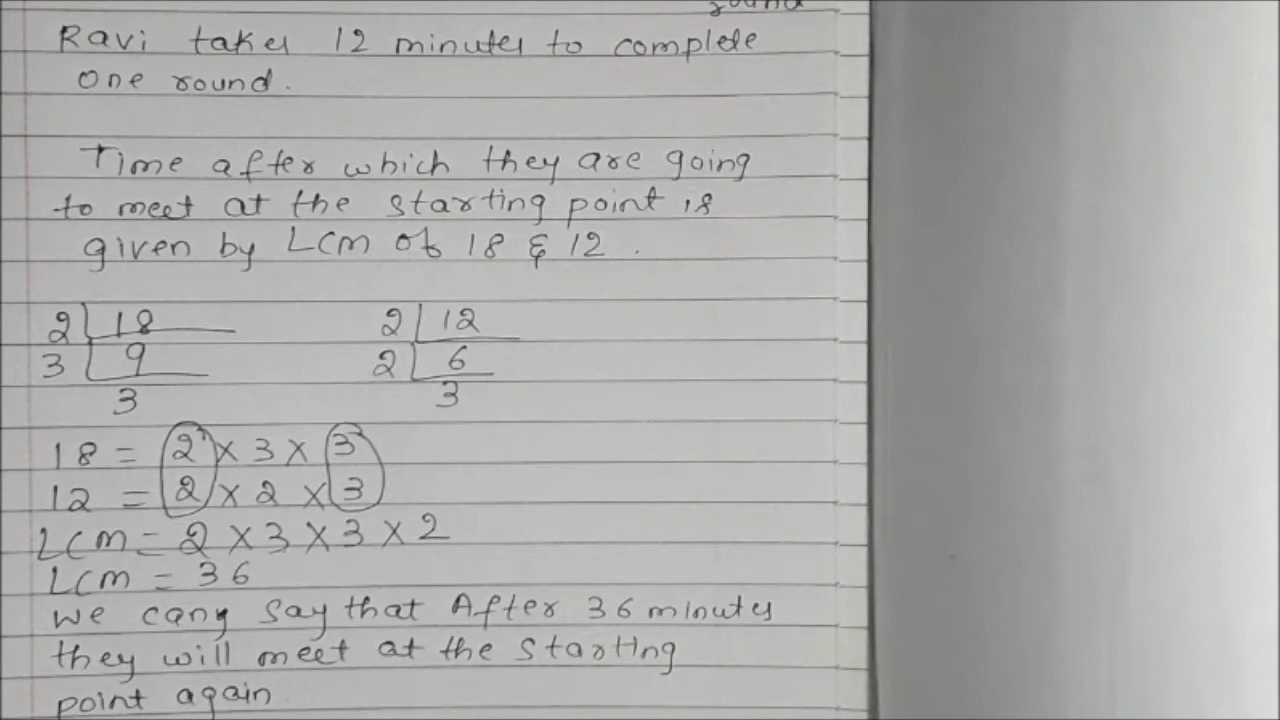 round
Ravi takes 12 minutes to complete
one round.
Time after which they are going
to meet at the starting point is
given by LCM of 18 & 12 .
2 18 2 12
3 9 2 6
3 3
18 = 2 × 3 × 3
12 = 2 × 2 × 3
LCM = 2 × 3 × 3 × 2
LCM = 36
We can say that After 36 minutes
they will meet at the starting
point again